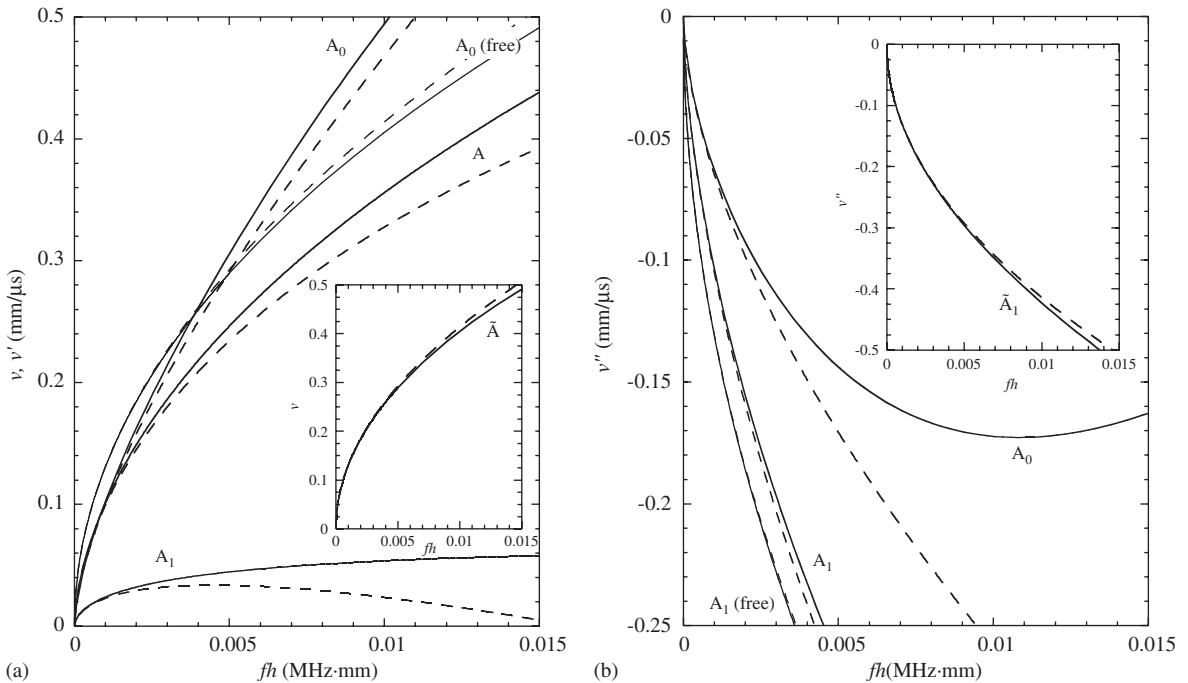 0.5
0.4
0.3
0.2
0.1
0
v, v′ (mm/μs)
A₀
A₀ (free)
A
A₁
0.5
0.4
0.3
0.2
0.1
0
v
Ã
0 0.005 0.01 0.015
fh
0 0.005 0.01 0.015
fh (MHz·mm)
(a)
0
-0.05
-0.1
-0.15
-0.2
-0.25
v″ (mm/μs)
0
-0.1
-0.2
-0.3
-0.4
-0.5
v″
Ã₁
0 0.005 0.01 0.015
fh
A₀
A₁
A₁ (free)
0 0.005 0.01 0.015
fh(MHz·mm)
(b)